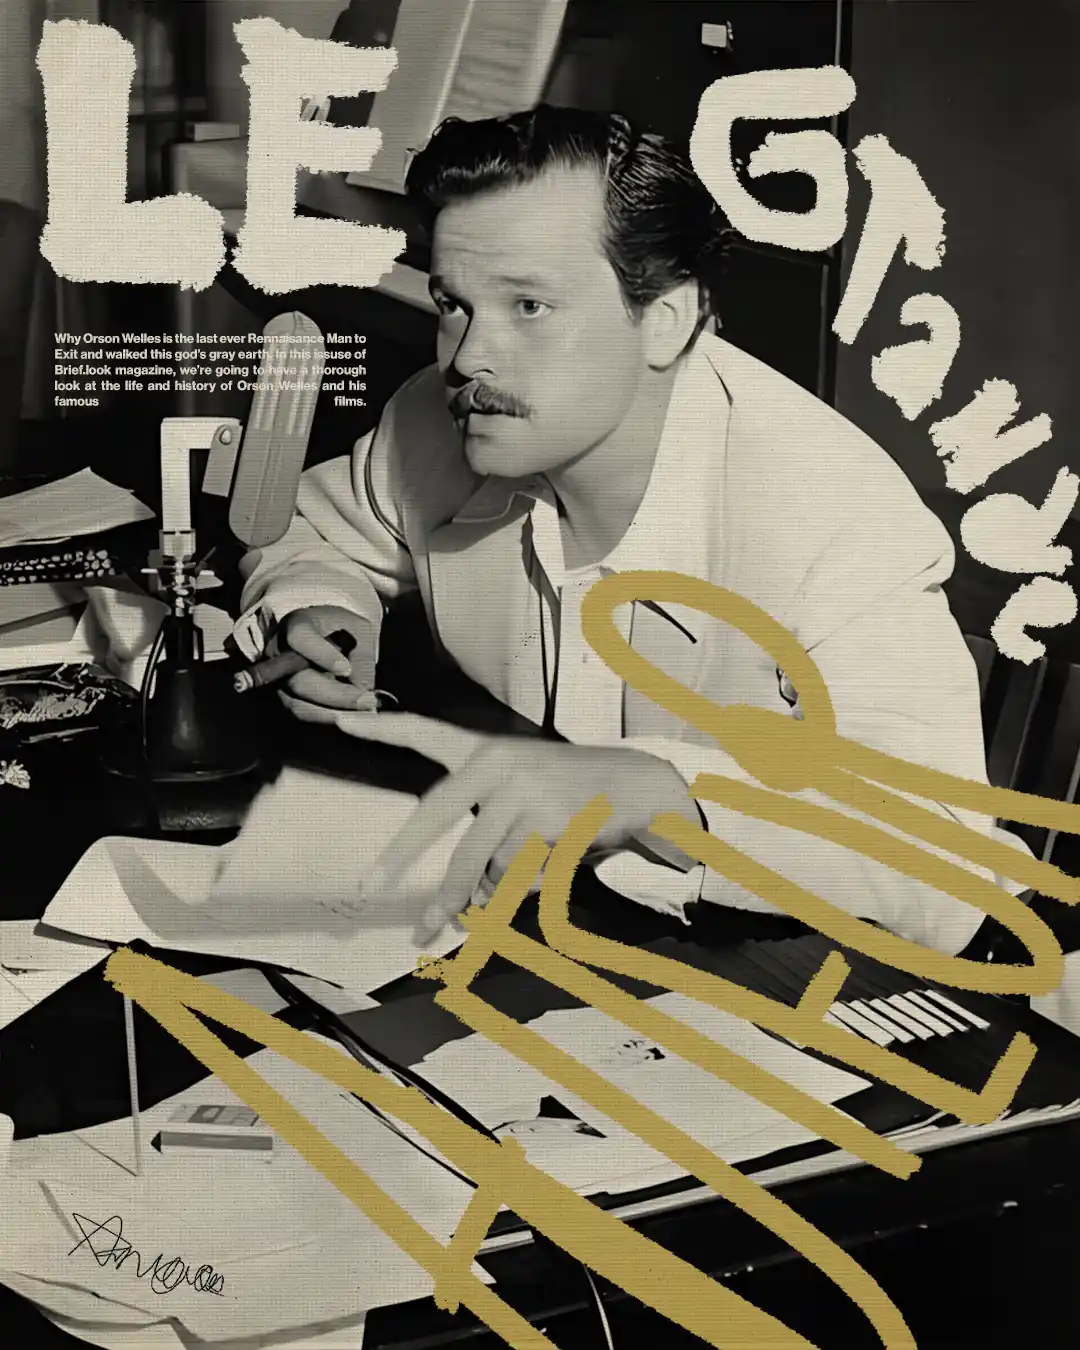 LE
GraNde
Why Orson Welles is the last ever Rennaisance Man to
Exit and walked this god's gray earth. In this issuse of
Brief.look magazine, we're going to have a thorough
look at the life and history of Orson Welles and his
famous films.
AUTEUR